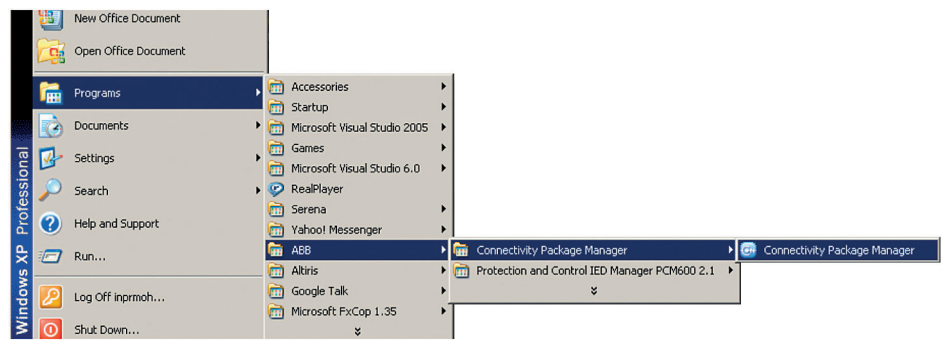 New Office Document
Open Office Document
Programs
Documents
Settings
Search
Help and Support
Run...
Log Off inprmoh...
Shut Down...
Windows XP Professional
Accessories
Startup
Microsoft Visual Studio 2005
Games
Microsoft Visual Studio 6.0
RealPlayer
Serena
Yahoo! Messenger
ABB
Altiris
Google Talk
Microsoft FxCop 1.35
Connectivity Package Manager
Protection and Control IED Manager PCM600 2.1
Connectivity Package Manager